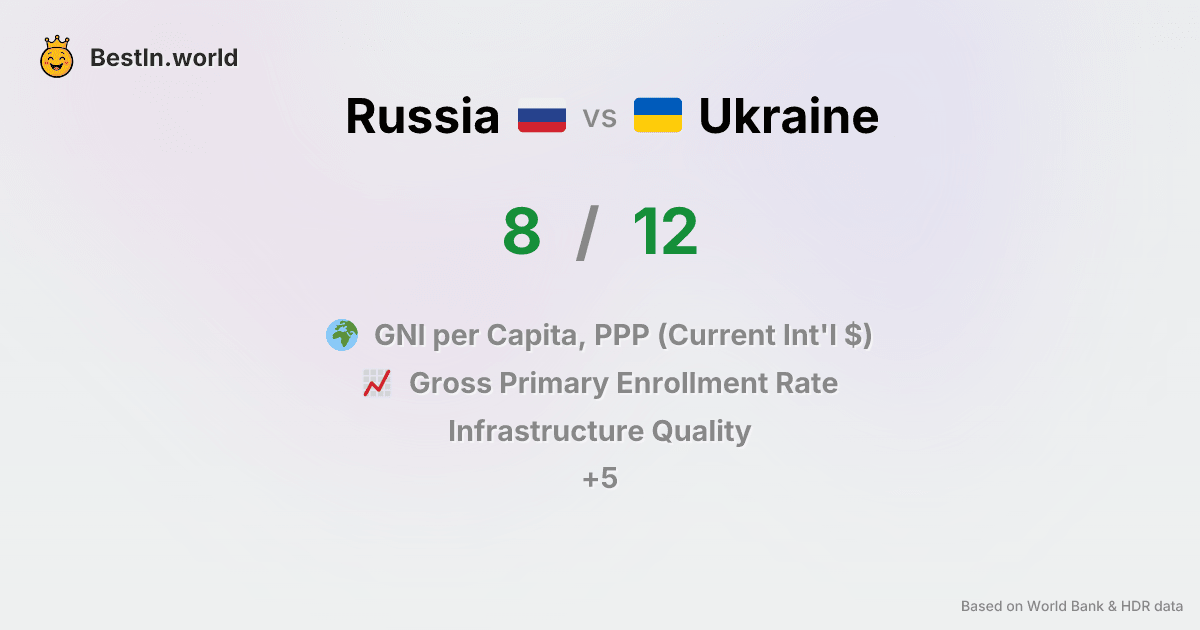 BestIn.world
Russia vs Ukraine
8 / 12
GNI per Capita, PPP (Current Int'l $)
Gross Primary Enrollment Rate
Infrastructure Quality
+5
Based on World Bank & HDR data